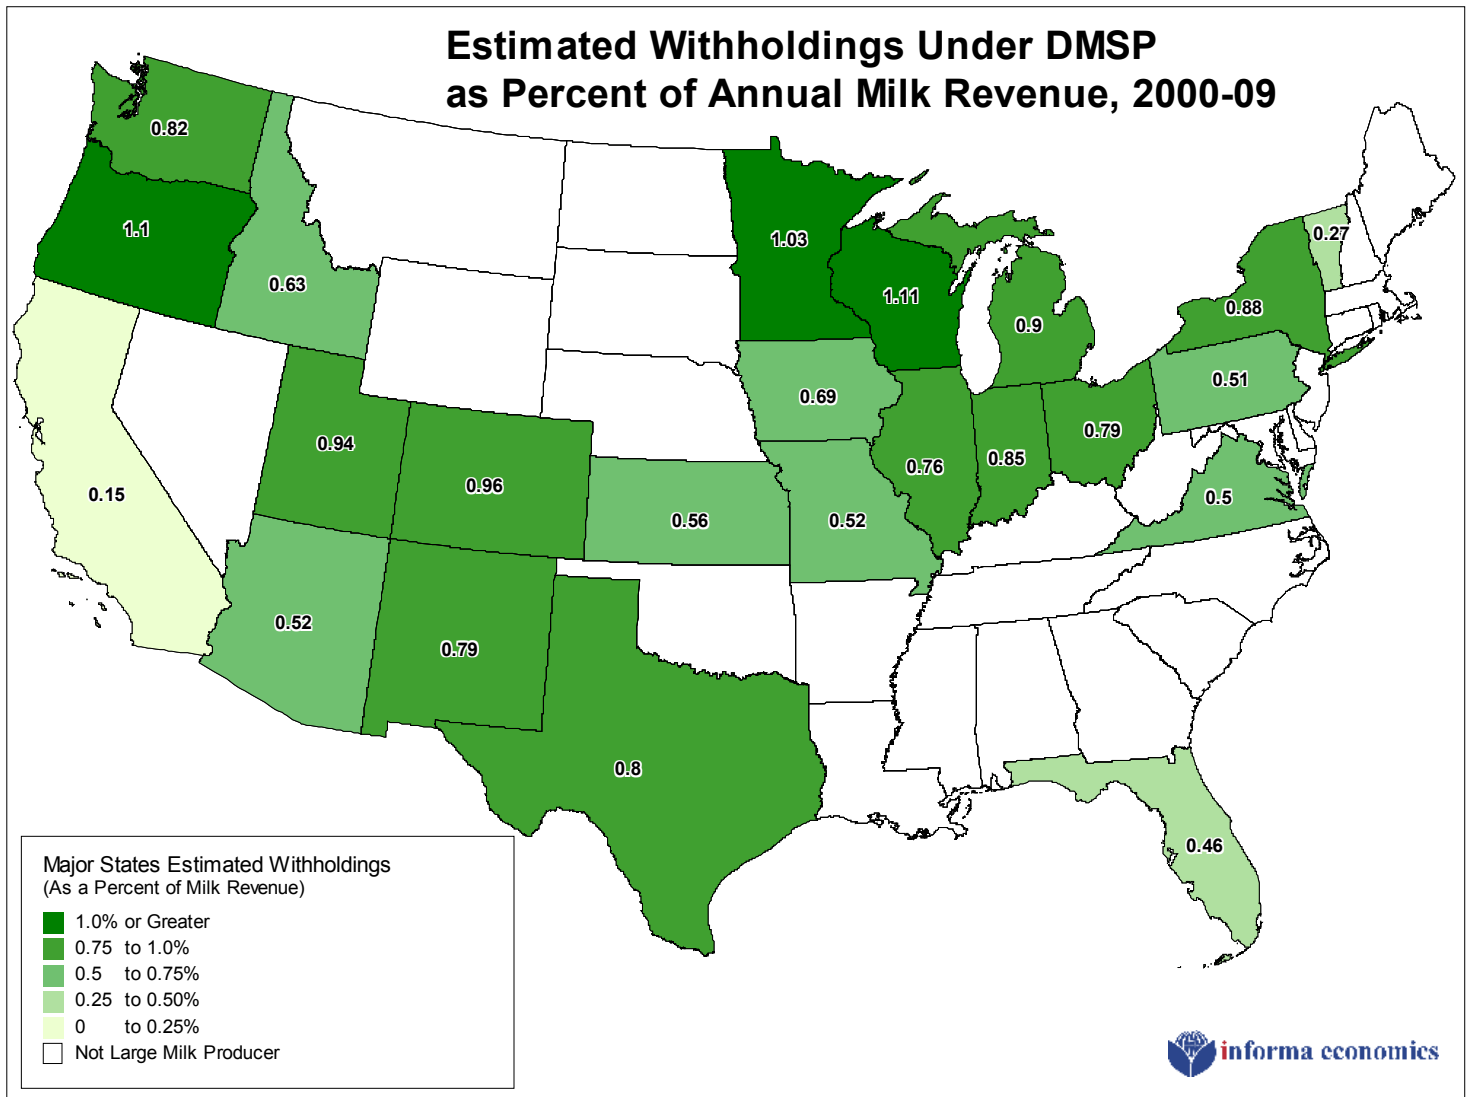 Estimated Withholdings Under DMSP
as Percent of Annual Milk Revenue, 2000-09
0.82
1.1
0.63
0.15
0.94
0.96
0.52
0.79
0.8
1.03
1.11
0.9
0.69
0.56
0.52
0.76
0.85
0.79
0.27
0.88
0.51
0.5
0.46
Major States Estimated Withholdings
(As a Percent of Milk Revenue)
1.0% or Greater
0.75 to 1.0%
0.5 to 0.75%
0.25 to 0.50%
0 to 0.25%
Not Large Milk Producer
informa economics